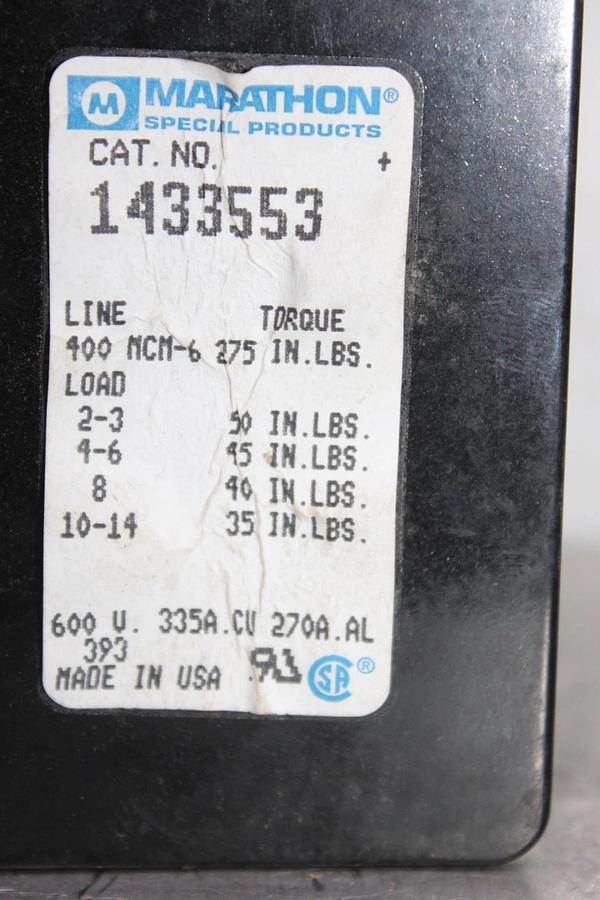 M MARATHON®
SPECIAL PRODUCTS
CAT. NO. +
1433553
LINE TORQUE
400 MCM-6 275 IN.LBS.
LOAD
2-3 50 IN.LBS.
4-6 45 IN.LBS.
8 40 IN.LBS.
10-14 35 IN.LBS.
600 V. 335A.CU 270A.AL
393
MADE IN USA RU SA®